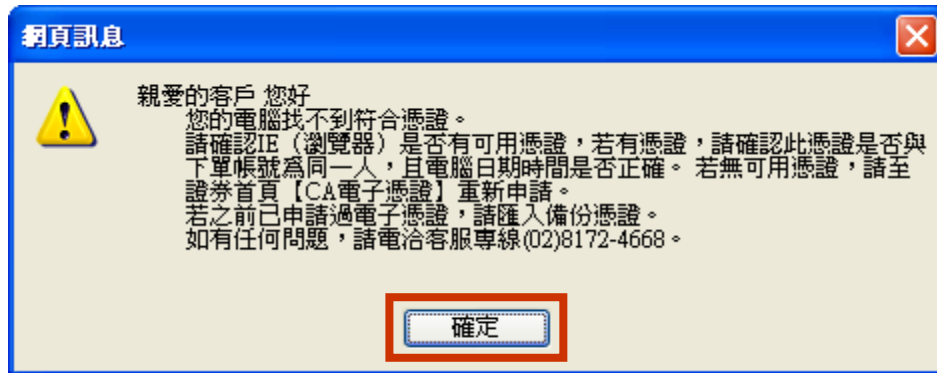 網頁訊息
親愛的客戶 您好
您的電腦找不到符合憑證。
請確認IE（瀏覽器）是否有可用憑證，若有憑證，請確認此憑證是否與
下單帳號為同一人，且電腦日期時間是否正確。 若無可用憑證，請至
證券首頁【CA電子憑證】重新申請。
若之前已申請過電子憑證，請匯入備份憑證。
如有任何問題，請電洽客服專線(02)8172-4668。
確定